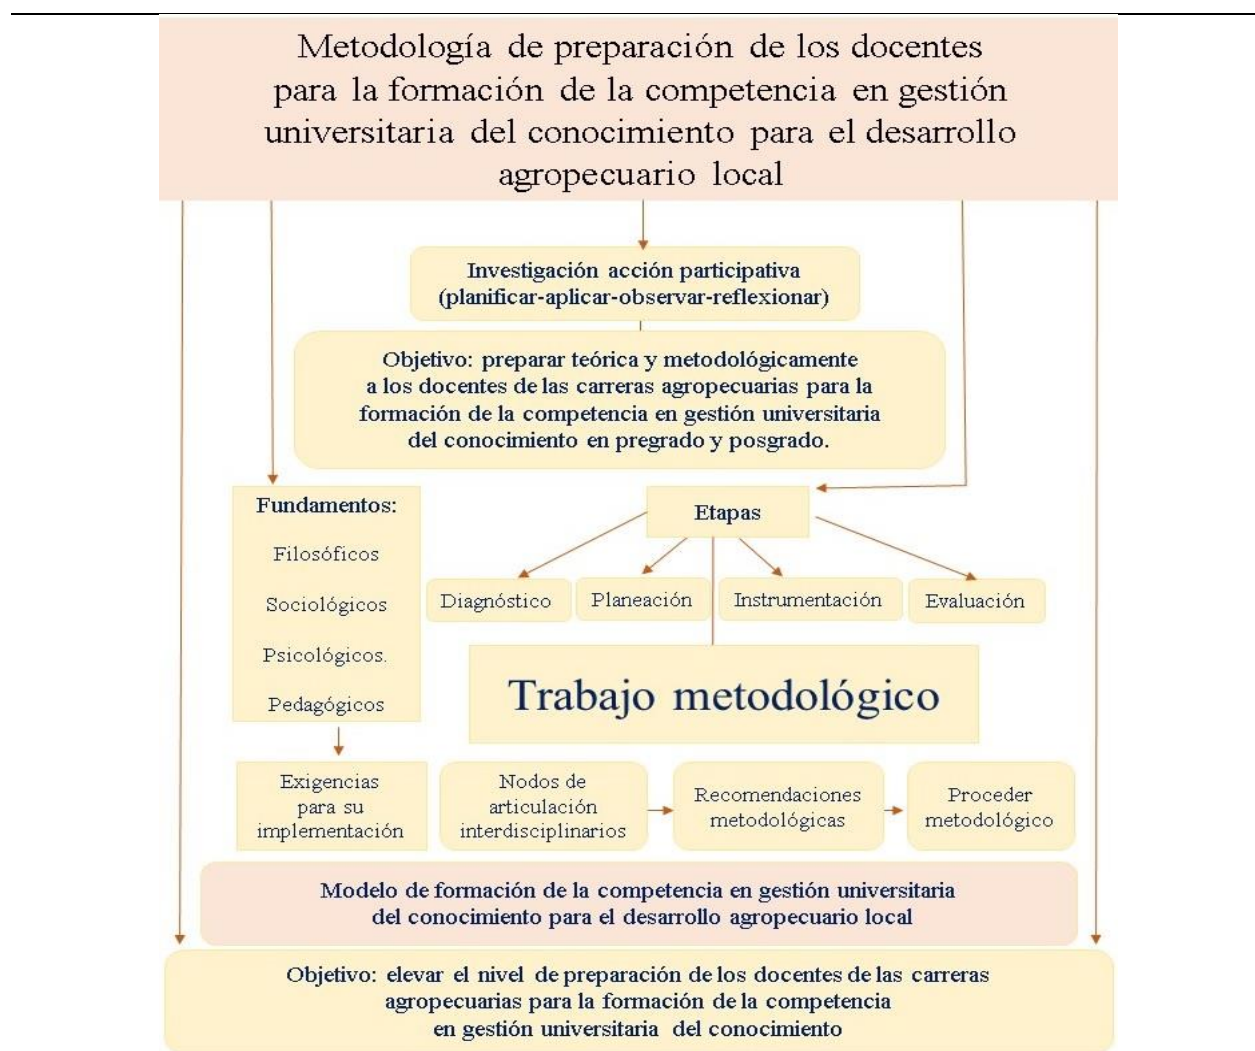 Metodología de preparación de los docentes
para la formación de la competencia en gestión
universitaria del conocimiento para el desarrollo
agropecuario local
Investigación acción participativa
(planificar-aplicar-observar-reflexionar)
Objetivo: preparar teórica y metodológicamente
a los docentes de las carreras agropecuarias para la
formación de la competencia en gestión universitaria
del conocimiento en pregrado y posgrado.
Fundamentos:
Filosóficos
Sociológicos
Psicológicos.
Pedagógicos
Etapas
Diagnóstico
Planeación
Instrumentación
Evaluación
Trabajo metodológico
Exigencias
para su
implementación
Nodos de
articulación
interdisciplinarios
Recomendaciones
metodológicas
Proceder
metodológico
Modelo de formación de la competencia en gestión universitaria
del conocimiento para el desarrollo agropecuario local
Objetivo: elevar el nivel de preparación de los docentes de las carreras
agropecuarias para la formación de la competencia
en gestión universitaria del conocimiento